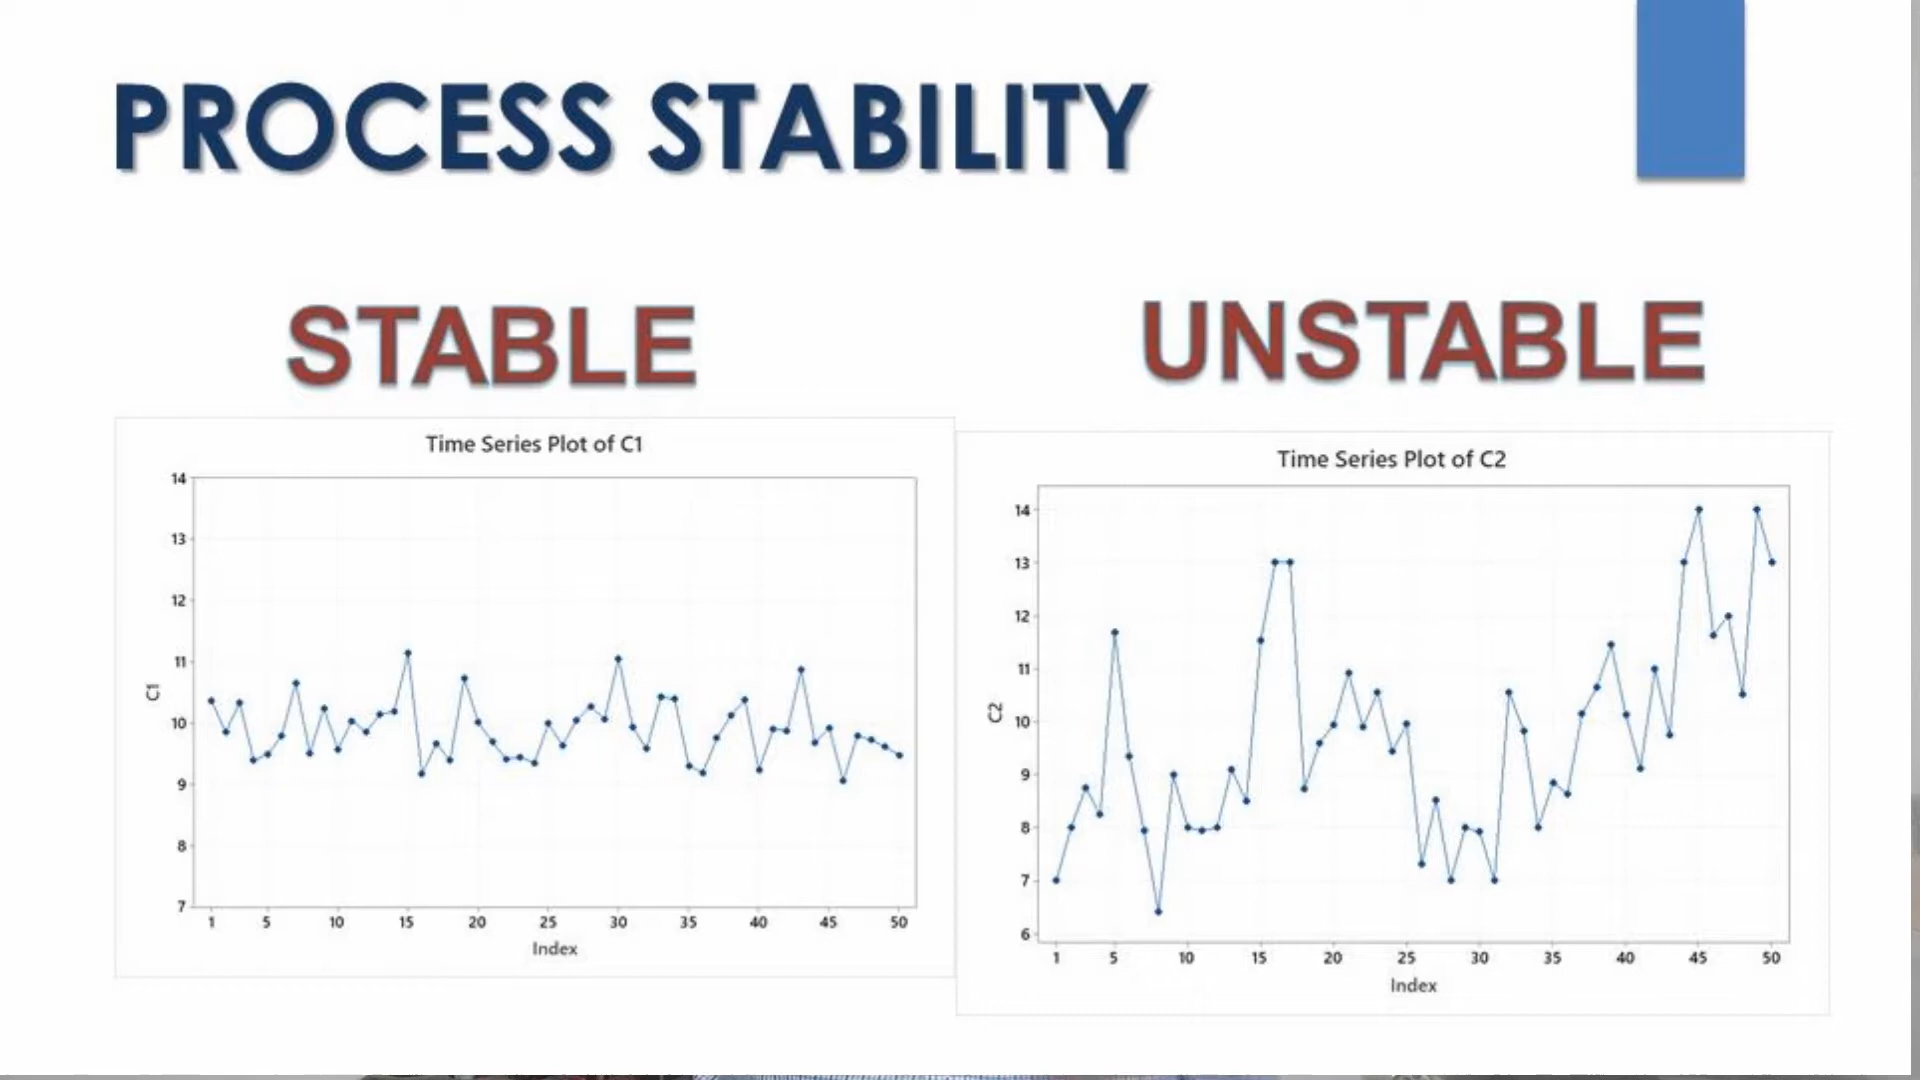 PROCESS STABILITY
STABLE
UNSTABLE
Time Series Plot of C1
14
13
12
11
10
9
8
7
C1
1 5 10 15 20 25 30 35 40 45 50
Index
Time Series Plot of C2
14
13
12
11
10
9
8
7
6
C2
1 5 10 15 20 25 30 35 40 45 50
Index